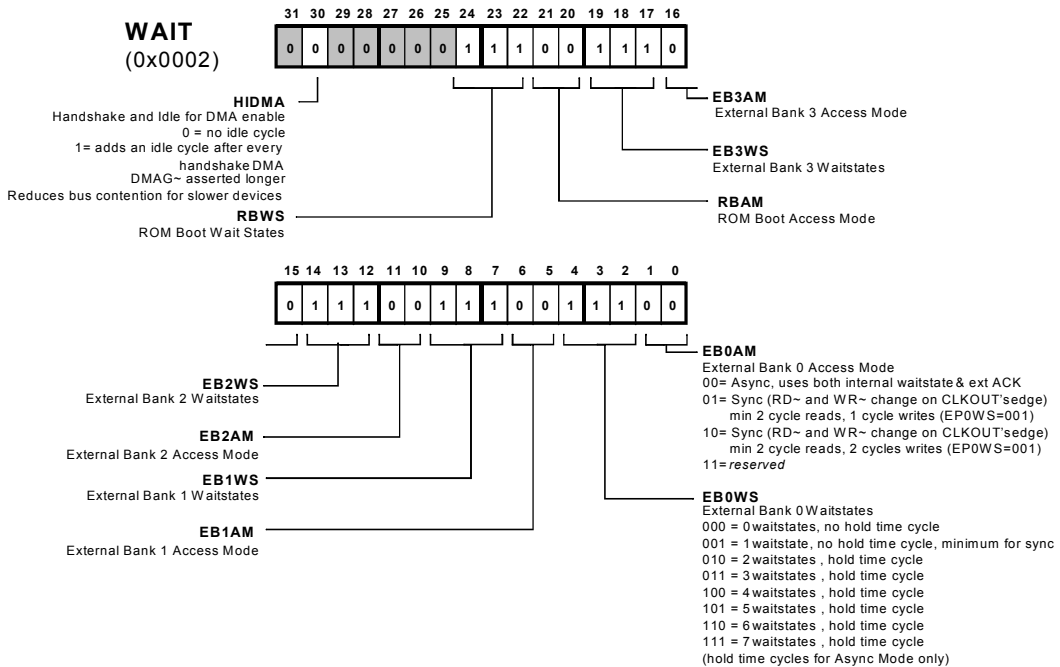 WAIT
(0x0002)
31 30 29 28 27 26 25 24 23 22 21 20 19 18 17 16
0 0 0 0 0 0 0 1 1 1 0 0 1 1 1 0
HIDMA
Handshake and Idle for DMA enable
0 = no idle cycle
1= adds an idle cycle after every
handshake DMA
DMAG~ asserted longer
Reduces bus contention for slower devices
RBWS
ROM Boot Wait States
EB3AM
External Bank 3 Access Mode
EB3WS
External Bank 3 Waitstates
RBAM
ROM Boot Access Mode
15 14 13 12 11 10 9 8 7 6 5 4 3 2 1 0
0 1 1 1 0 0 1 1 1 0 0 1 1 1 0 0
EB2WS
External Bank 2 Waitstates
EB2AM
External Bank 2 Access Mode
EB1WS
External Bank 1 Waitstates
EB1AM
External Bank 1 Access Mode
EB0AM
External Bank 0 Access Mode
00= Async, uses both internal waitstate & ext ACK
01= Sync (RD~ and WR~ change on CLKOUT'sedge)
min 2 cycle reads, 1 cycle writes (EP0WS=001)
10= Sync (RD~ and WR~ change on CLKOUT'sedge)
min 2 cycle reads, 2 cycles writes (EP0WS=001)
11= reserved
EB0WS
External Bank 0 Waitstates
000 = 0 waitstates, no hold time cycle
001 = 1 waitstate, no hold time cycle, minimum for sync
010 = 2 waitstates , hold time cycle
011 = 3 waitstates , hold time cycle
100 = 4 waitstates , hold time cycle
101 = 5 waitstates , hold time cycle
110 = 6 waitstates , hold time cycle
111 = 7 waitstates , hold time cycle
(hold time cycles for Async Mode only)